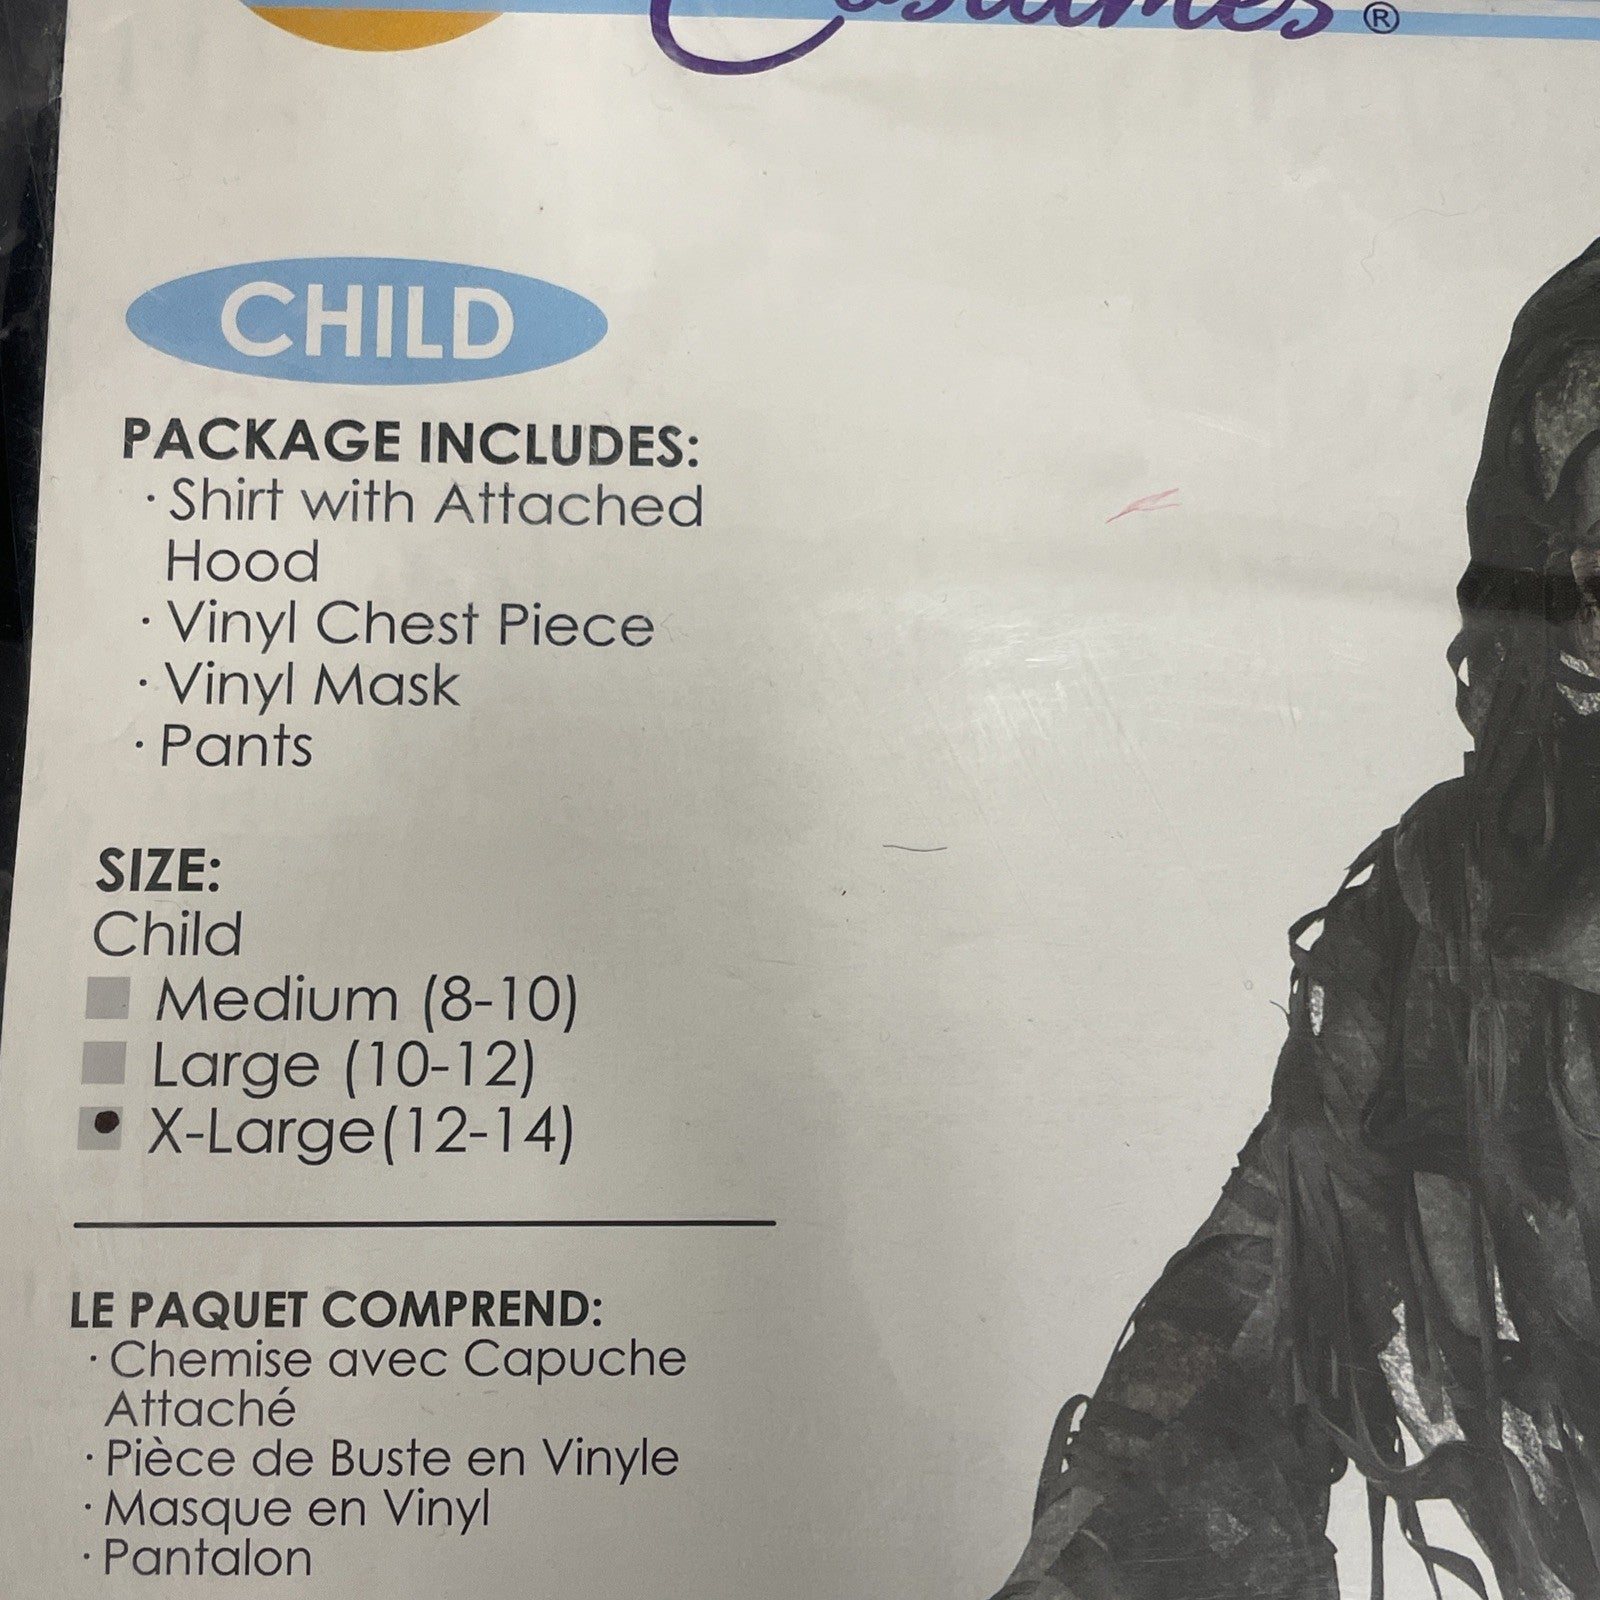 Costumes®
CHILD
PACKAGE INCLUDES:
· Shirt with Attached
Hood
· Vinyl Chest Piece
· Vinyl Mask
· Pants
SIZE:
Child
Medium (8-10)
Large (10-12)
X-Large(12-14)
LE PAQUET COMPREND:
· Chemise avec Capuche
Attaché
· Pièce de Buste en Vinyle
· Masque en Vinyl
· Pantalon